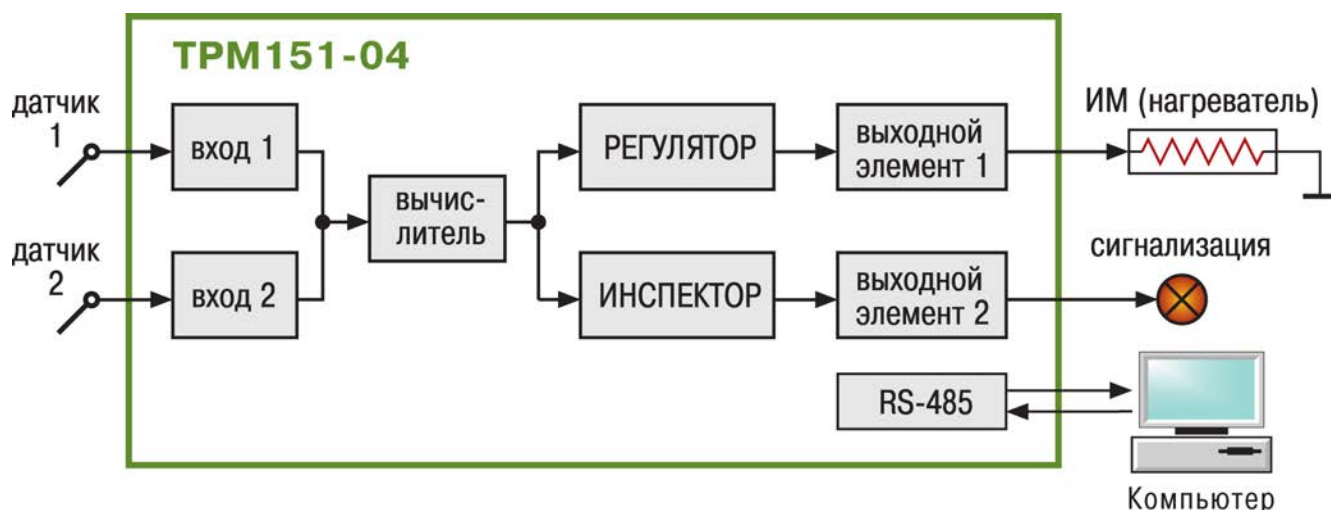 ТРМ151-04
датчик
1
вход 1
РЕГУЛЯТОР
выходной
элемент 1
ИМ (нагреватель)
вычис-
литель
датчик
2
вход 2
ИНСПЕКТОР
выходной
элемент 2
сигнализация
RS-485
Компьютер